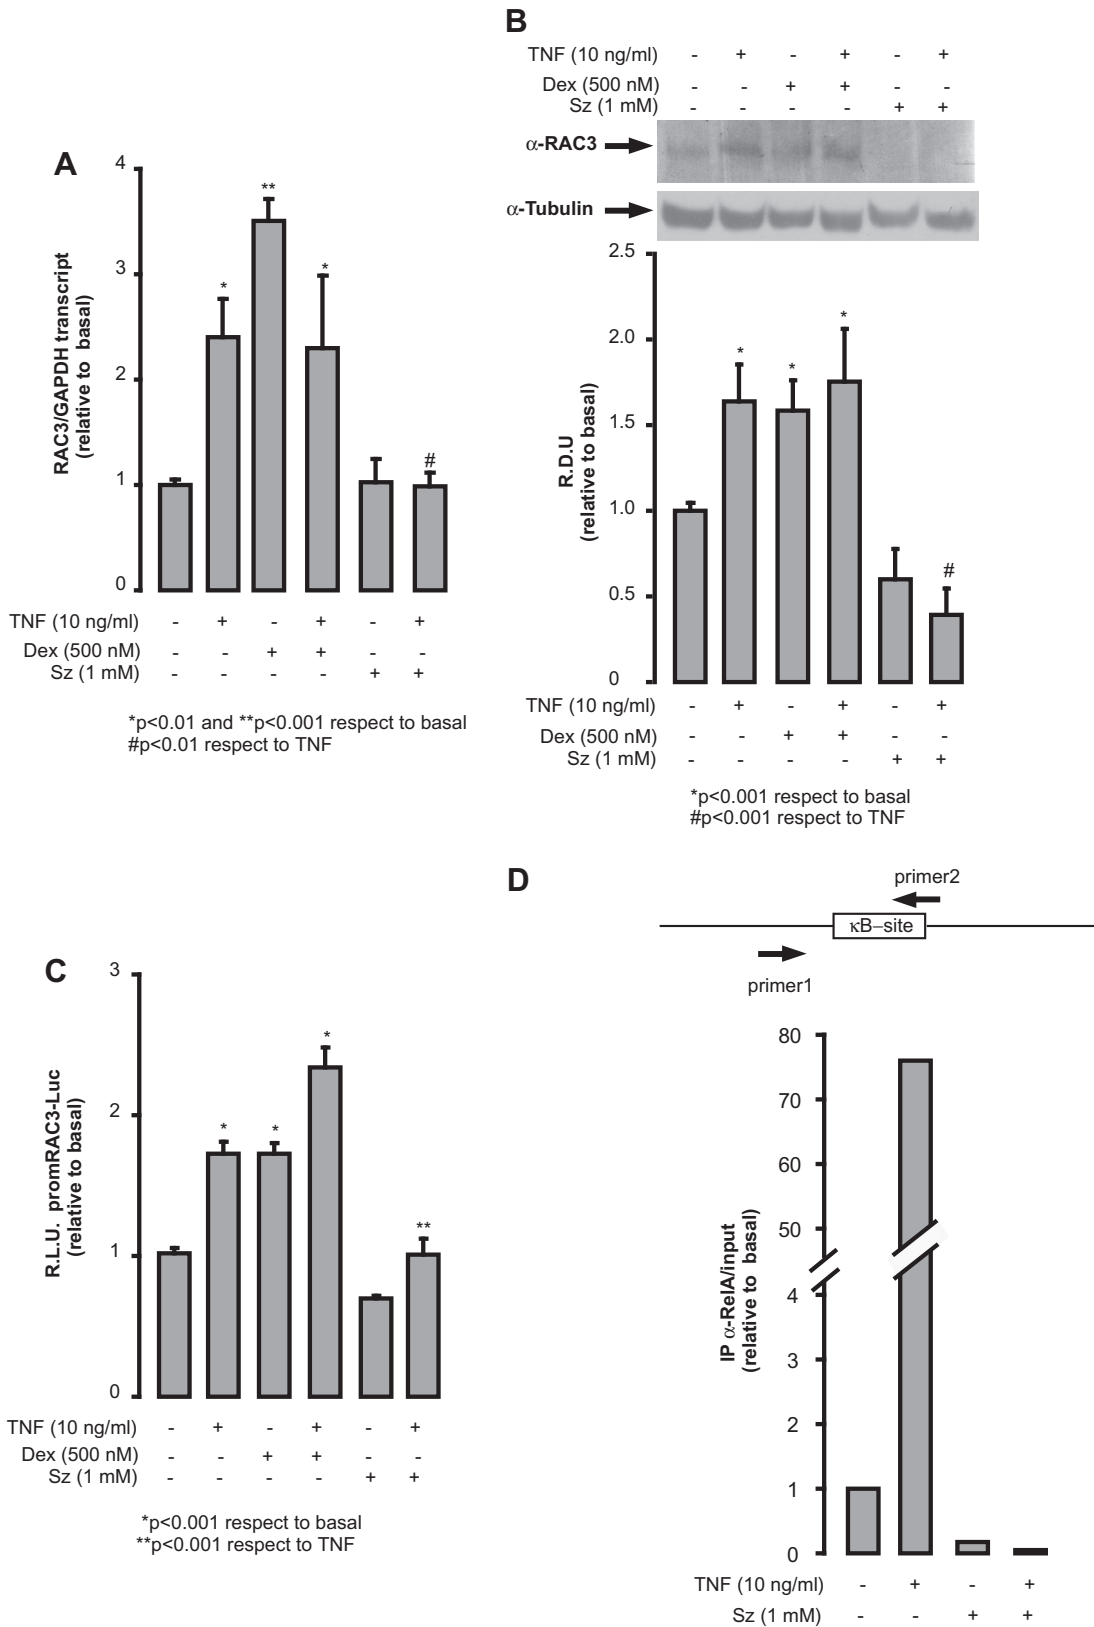 A
4
3
2
1
0
RAC3/GAPDH transcript
(relative to basal)
*
**
*
#
TNF (10 ng/ml) - + - + - +
Dex (500 nM) - - + + - -
Sz (1 mM) - - - - + +
*p<0.01 and **p<0.001 respect to basal
#p<0.01 respect to TNF
B
TNF (10 ng/ml) - + - + - +
Dex (500 nM) - - + + - -
Sz (1 mM) - - - - + +
α-RAC3
α-Tubulin
2.5
2.0
1.5
1.0
0.5
0
R.D.U
(relative to basal)
*
*
*
#
TNF (10 ng/ml) - + - + - +
Dex (500 nM) - - + + - -
Sz (1 mM) - - - - + +
*p<0.001 respect to basal
#p<0.001 respect to TNF
C
3
2
1
0
R.L.U. promRAC3-Luc
(relative to basal)
*
*
*
**
TNF (10 ng/ml) - + - + - +
Dex (500 nM) - - + + - -
Sz (1 mM) - - - - + +
*p<0.001 respect to basal
**p<0.001 respect to TNF
D
primer2
κB–site
primer1
80
70
60
50
4
3
2
1
0
IP α-RelA/input
(relative to basal)
TNF (10 ng/ml) - + - +
Sz (1 mM) - - + +